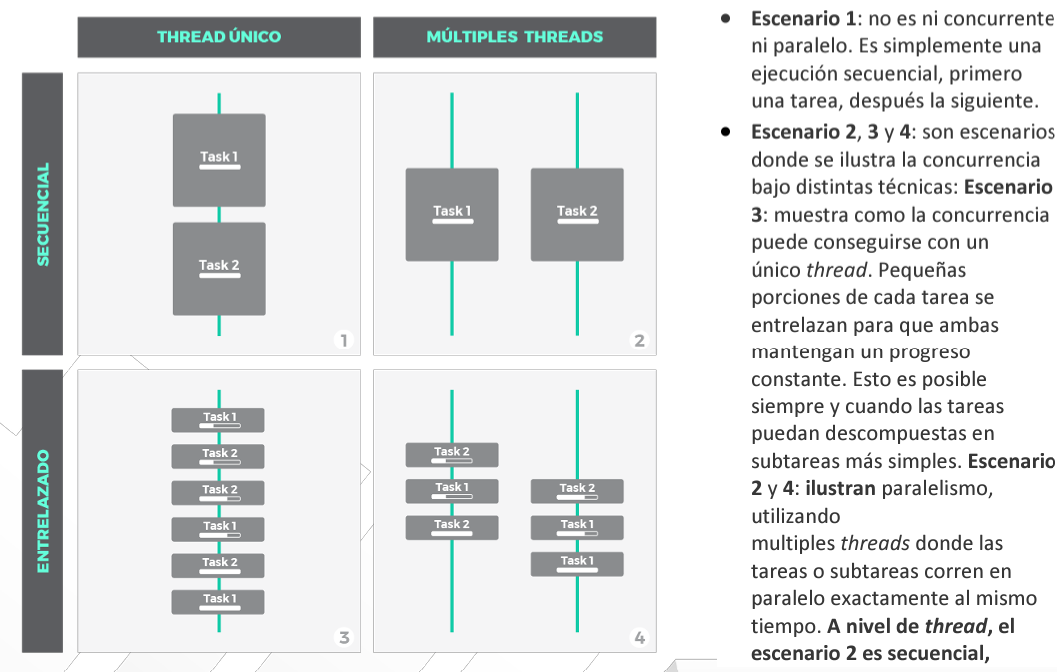 THREAD ÚNICO
MÚLTIPLES THREADS
SECUENCIAL
Task 1
Task 2
1
Task 1
Task 2
2
ENTRELAZADO
Task 1
Task 2
Task 2
Task 1
Task 2
Task 1
3
Task 2
Task 1
Task 2
Task 2
Task 1
Task 1
4
• Escenario 1: no es ni concurrente
ni paralelo. Es simplemente una
ejecución secuencial, primero
una tarea, después la siguiente.
• Escenario 2, 3 y 4: son escenarios
donde se ilustra la concurrencia
bajo distintas técnicas: Escenario
3: muestra como la concurrencia
puede conseguirse con un
único thread. Pequeñas
porciones de cada tarea se
entrelazan para que ambas
mantengan un progreso
constante. Esto es posible
siempre y cuando las tareas
puedan descompuestas en
subtareas más simples. Escenario
2 y 4: ilustran paralelismo,
utilizando
multiples threads donde las
tareas o subtareas corren en
paralelo exactamente al mismo
tiempo. A nivel de thread, el
escenario 2 es secuencial,